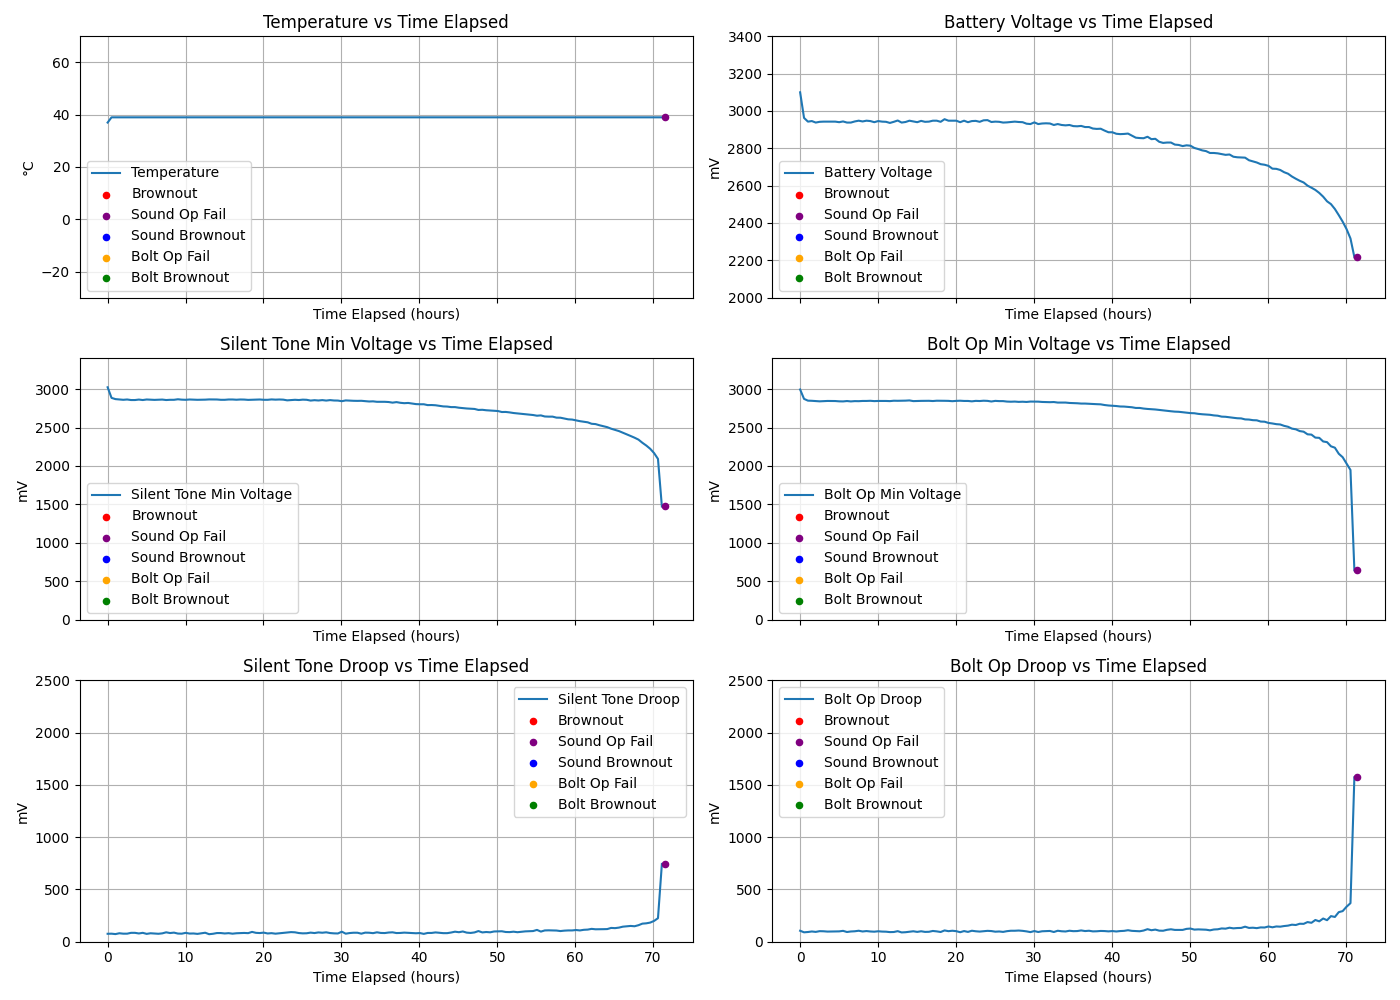 Temperature vs Time Elapsed
60
40
20
0
−20
°C
Temperature
Brownout
Sound Op Fail
Sound Brownout
Bolt Op Fail
Bolt Brownout
Time Elapsed (hours)
Battery Voltage vs Time Elapsed
3400
3200
3000
2800
2600
2400
2200
2000
mV
Battery Voltage
Brownout
Sound Op Fail
Sound Brownout
Bolt Op Fail
Bolt Brownout
Time Elapsed (hours)
Silent Tone Min Voltage vs Time Elapsed
3000
2500
2000
1500
1000
500
0
mV
Silent Tone Min Voltage
Brownout
Sound Op Fail
Sound Brownout
Bolt Op Fail
Bolt Brownout
Time Elapsed (hours)
Bolt Op Min Voltage vs Time Elapsed
3000
2500
2000
1500
1000
500
0
mV
Bolt Op Min Voltage
Brownout
Sound Op Fail
Sound Brownout
Bolt Op Fail
Bolt Brownout
Time Elapsed (hours)
Silent Tone Droop vs Time Elapsed
2500
2000
1500
1000
500
0
mV
Silent Tone Droop
Brownout
Sound Op Fail
Sound Brownout
Bolt Op Fail
Bolt Brownout
0 10 20 30 40 50 60 70
Time Elapsed (hours)
Bolt Op Droop vs Time Elapsed
2500
2000
1500
1000
500
0
mV
Bolt Op Droop
Brownout
Sound Op Fail
Sound Brownout
Bolt Op Fail
Bolt Brownout
0 10 20 30 40 50 60 70
Time Elapsed (hours)